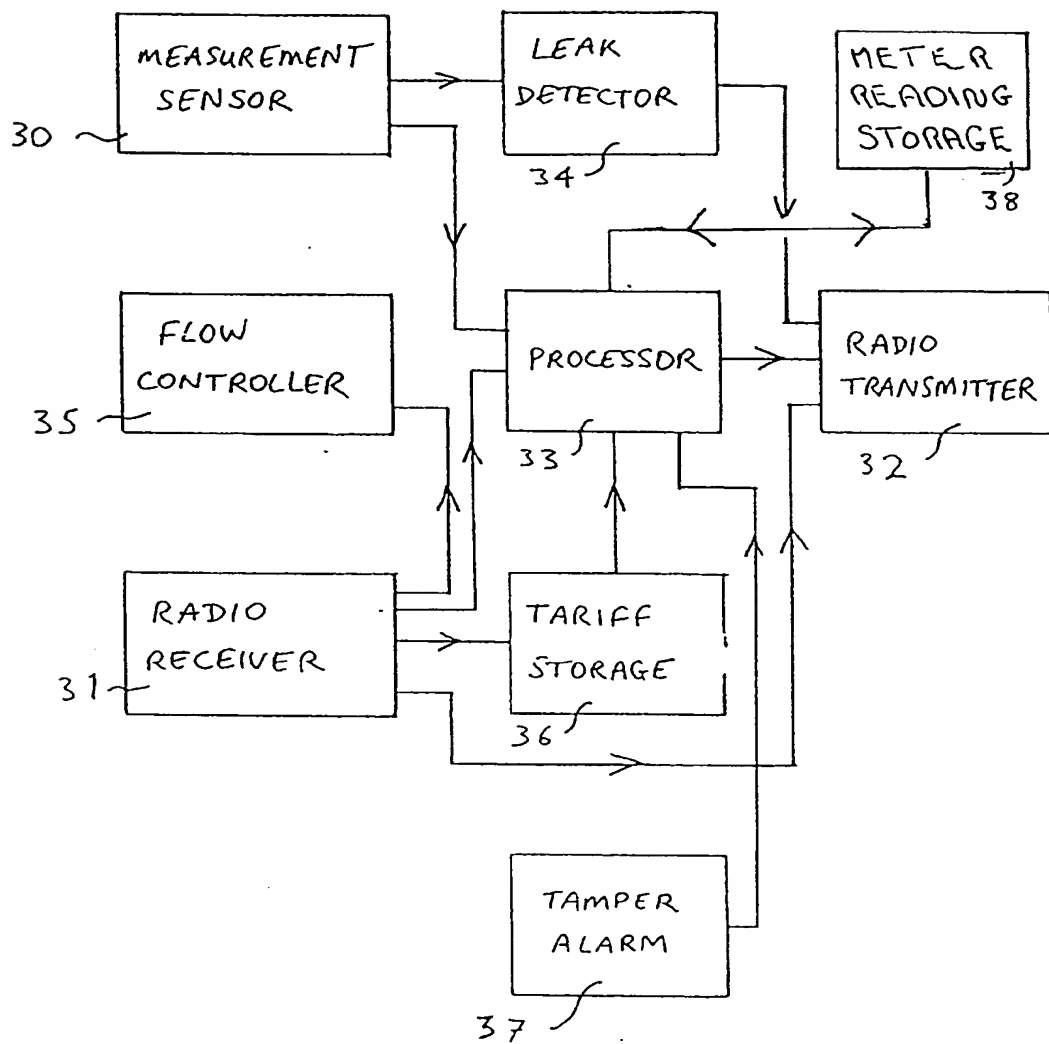 MEASUREMENT
SENSOR
30
LEAK
DETECTOR
34
METER
READING
STORAGE
38
FLOW
CONTROLLER
35
PROCESSOR
33
RADIO
TRANSMITTER
32
RADIO
RECEIVER
31
TARIFF
STORAGE
36
TAMPER
ALARM
37